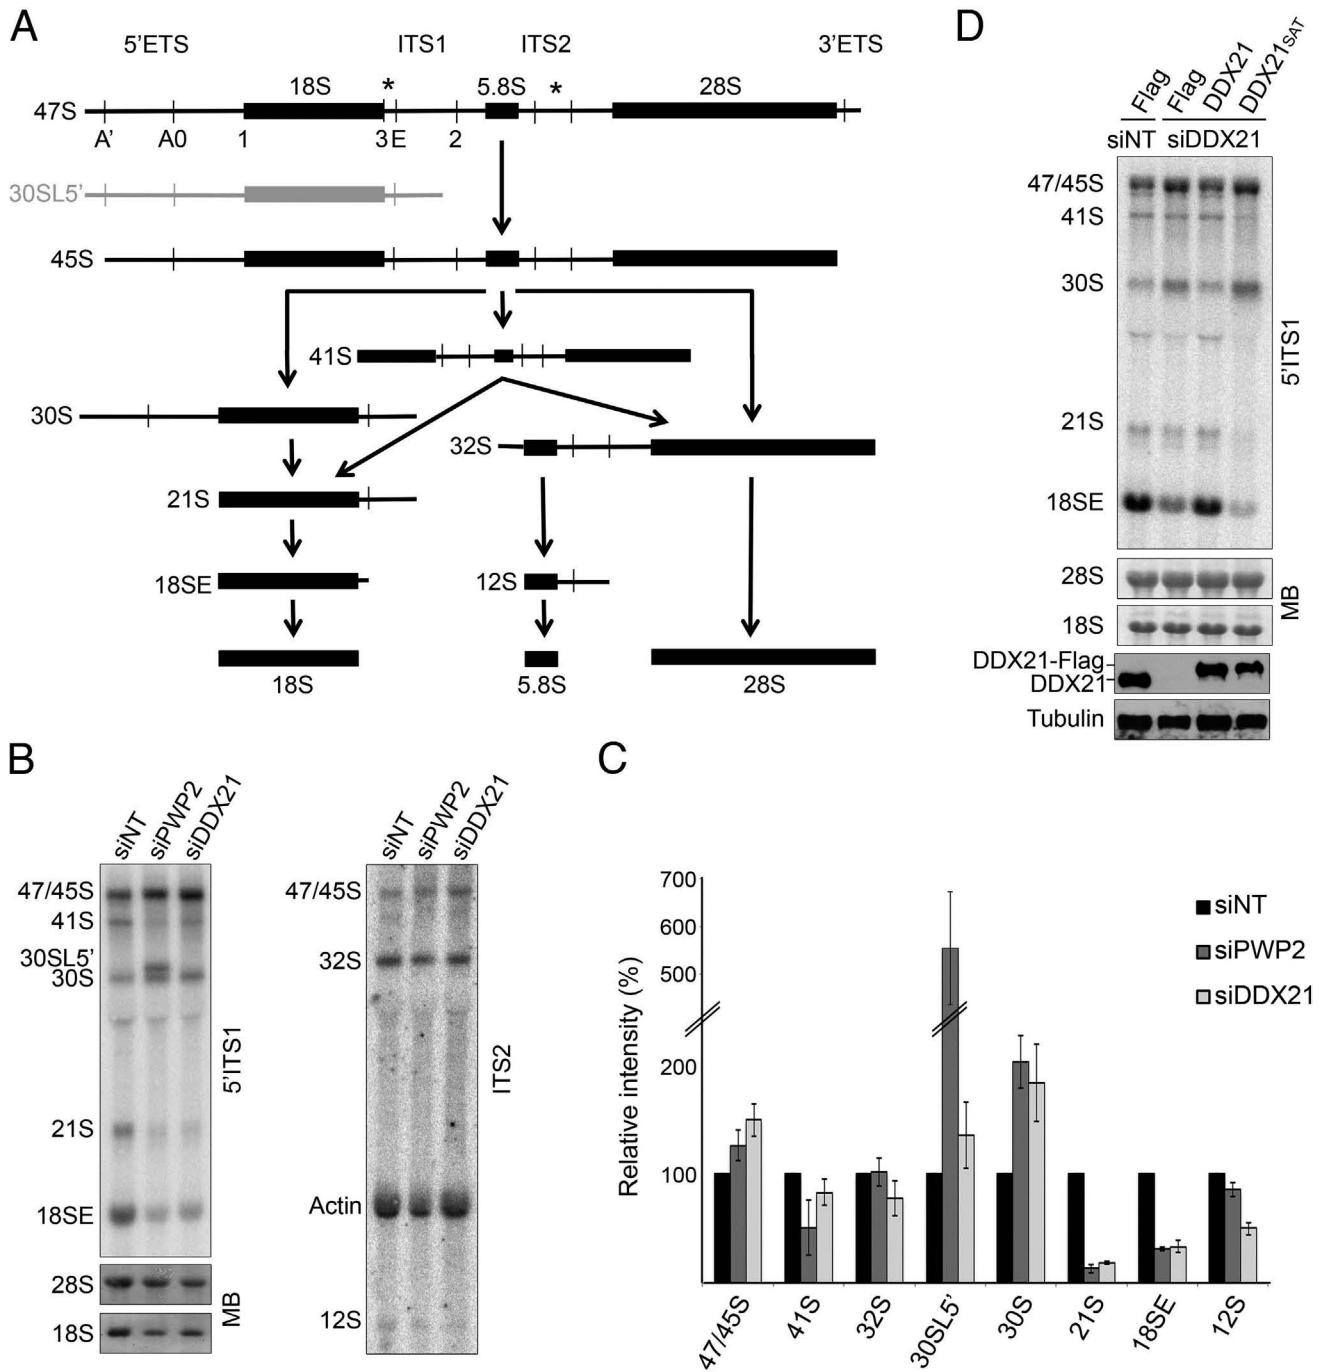 A
5'ETS ITS1 ITS2 3'ETS
18S * 5.8S * 28S
47S
A' A0 1 3 E 2
30SL5'
45S
41S
30S
32S
21S
18SE
12S
18S 5.8S 28S
B
siNT siPWP2 siDDX21
47/45S
41S
30SL5'
30S
21S
18SE
5'ITS1
28S
18S
MB
siNT siPWP2 siDDX21
47/45S
32S
Actin
12S
ITS2
C
Relative intensity (%)
700
600
500
200
100
siNT
siPWP2
siDDX21
47/45S 41S 32S 30SL5' 30S 21S 18SE 12S
D
Flag Flag DDX21 DDX21SAT
siNT siDDX21
47/45S
41S
30S
21S
18SE
5'ITS1
28S
18S
MB
DDX21-Flag
DDX21
Tubulin